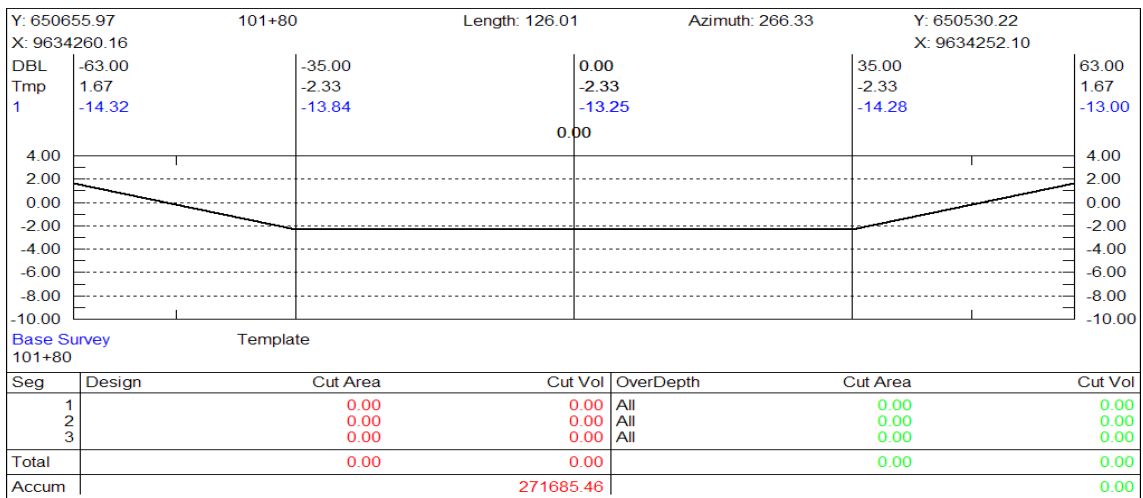 Y: 650655.97 101+80 Length: 126.01 Azimuth: 266.33 Y: 650530.22
X: 9634260.16 X: 9634252.10
DBL -63.00 -35.00 0.00 35.00 63.00
Tmp 1.67 -2.33 -2.33 -2.33 1.67
1 -14.32 -13.84 -13.25 -14.28 -13.00
0.00
4.00 4.00
2.00 2.00
0.00 0.00
-2.00 -2.00
-4.00 -4.00
-6.00 -6.00
-8.00 -8.00
-10.00 -10.00
Base Survey Template
101+80
Seg Design Cut Area Cut Vol OverDepth Cut Area Cut Vol
1 0.00 0.00 All 0.00 0.00
2 0.00 0.00 All 0.00 0.00
3 0.00 0.00 All 0.00 0.00
Total 0.00 0.00 0.00 0.00
Accum 271685.46 0.00